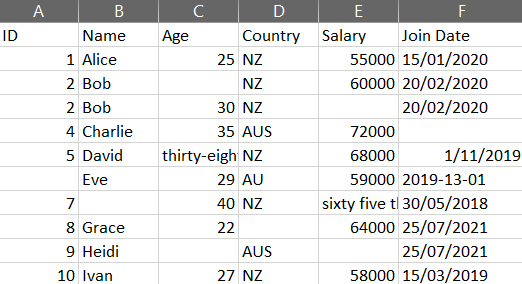 A B C D E F
ID Name Age Country Salary Join Date
1 Alice 25 NZ 55000 15/01/2020
2 Bob NZ 60000 20/02/2020
2 Bob 30 NZ 20/02/2020
4 Charlie 35 AUS 72000
5 David thirty-eigh NZ 68000 1/11/2019
Eve 29 AU 59000 2019-13-01
7 40 NZ sixty five th 30/05/2018
8 Grace 22 64000 25/07/2021
9 Heidi AUS 25/07/2021
10 Ivan 27 NZ 58000 15/03/2019